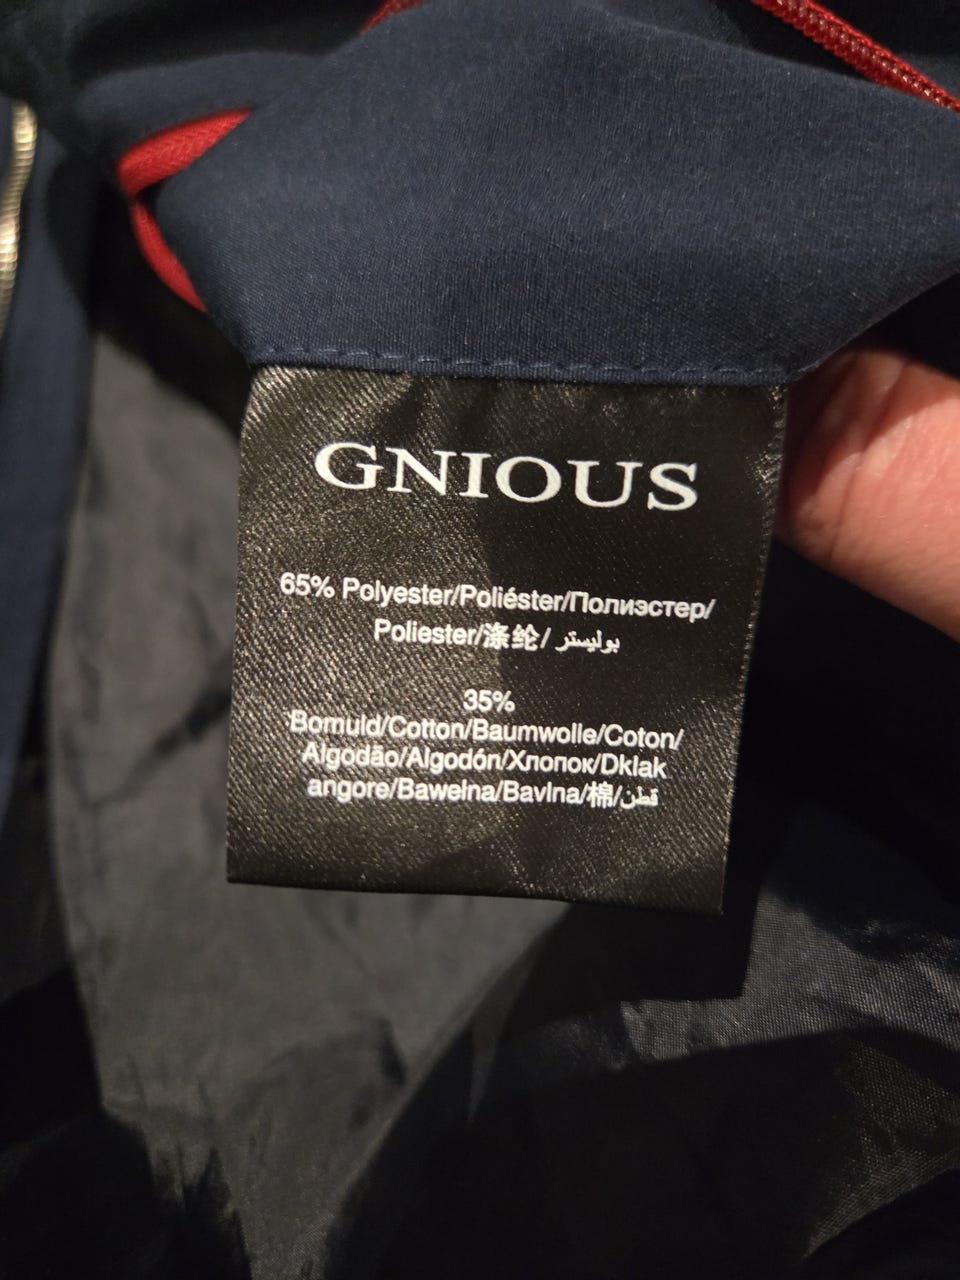 GNIOUS
65% Polyester/Poliéster/Полиэстер/
Poliester/涤纶/ بوليستر
35%
Bomuld/Cotton/Baumwolle/Coton/
Algodão/Algodón/Хлопок/Dklak
angore/Bawełna/Bavlna/棉/قطن